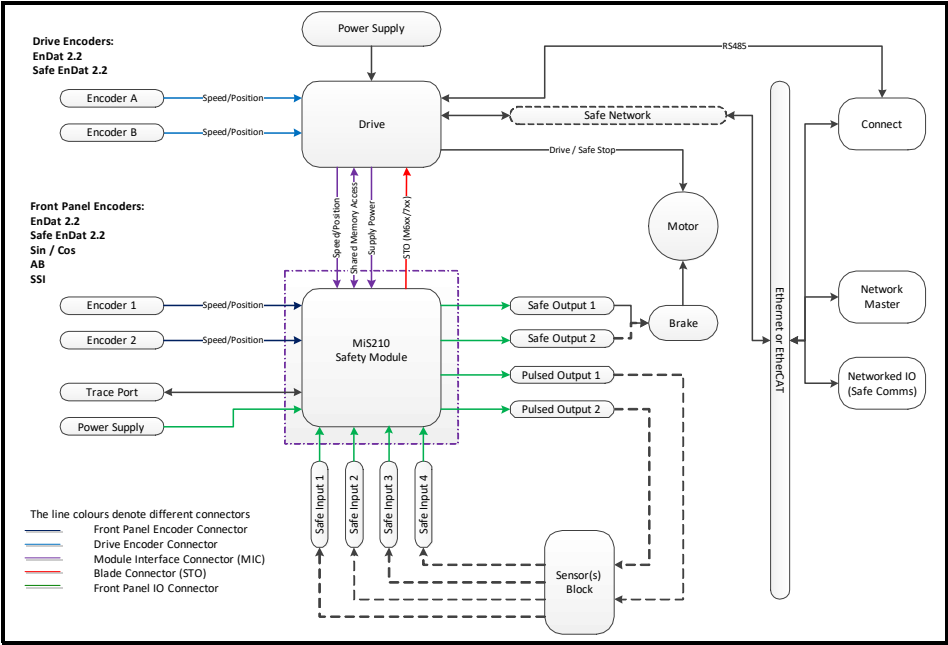 Power Supply
Drive Encoders:
EnDat 2.2
Safe EnDat 2.2
RS485
Encoder A
Speed/Position
Drive
Safe Network
Connect
Encoder B
Speed/Position
Drive / Safe Stop
Speed/Position
Shared Memory Access
Supply Power
STO (M6xx/7xx)
Motor
Front Panel Encoders:
EnDat 2.2
Safe EnDat 2.2
Sin / Cos
AB
SSI
Encoder 1
Speed/Position
Encoder 2
Speed/Position
MiS210
Safety Module
Safe Output 1
Safe Output 2
Brake
Ethernet or EtherCAT
Network
Master
Pulsed Output 1
Pulsed Output 2
Networked IO
(Safe Comms)
Trace Port
Power Supply
Safe Input 1
Safe Input 2
Safe Input 3
Safe Input 4
Sensor(s)
Block
The line colours denote different connectors
Front Panel Encoder Connector
Drive Encoder Connector
Module Interface Connector (MIC)
Blade Connector (STO)
Front Panel IO Connector